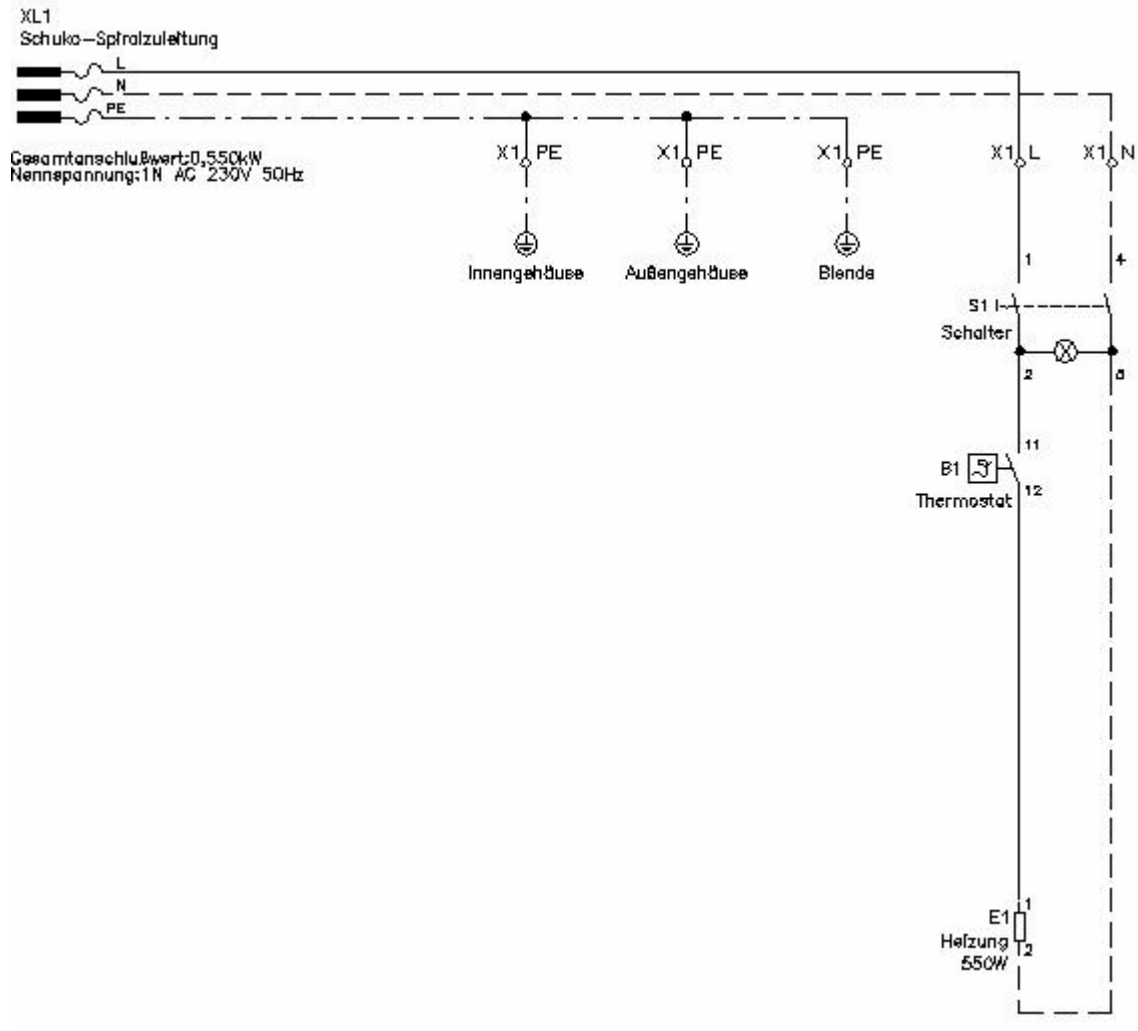 XL1
Schuko-Spiralzuleitung
L
N
PE
Gesamtanschlußwert:0,550kW
Nennspannung:1N AC 230V 50Hz
X1 PE
X1 PE
X1 PE
X1 L
X1 N
Innengehäuse
Außengehäuse
Blende
1
4
S1
Schalter
2
11
B1
Thermostat
12
1
E1
Heizung
2
550W